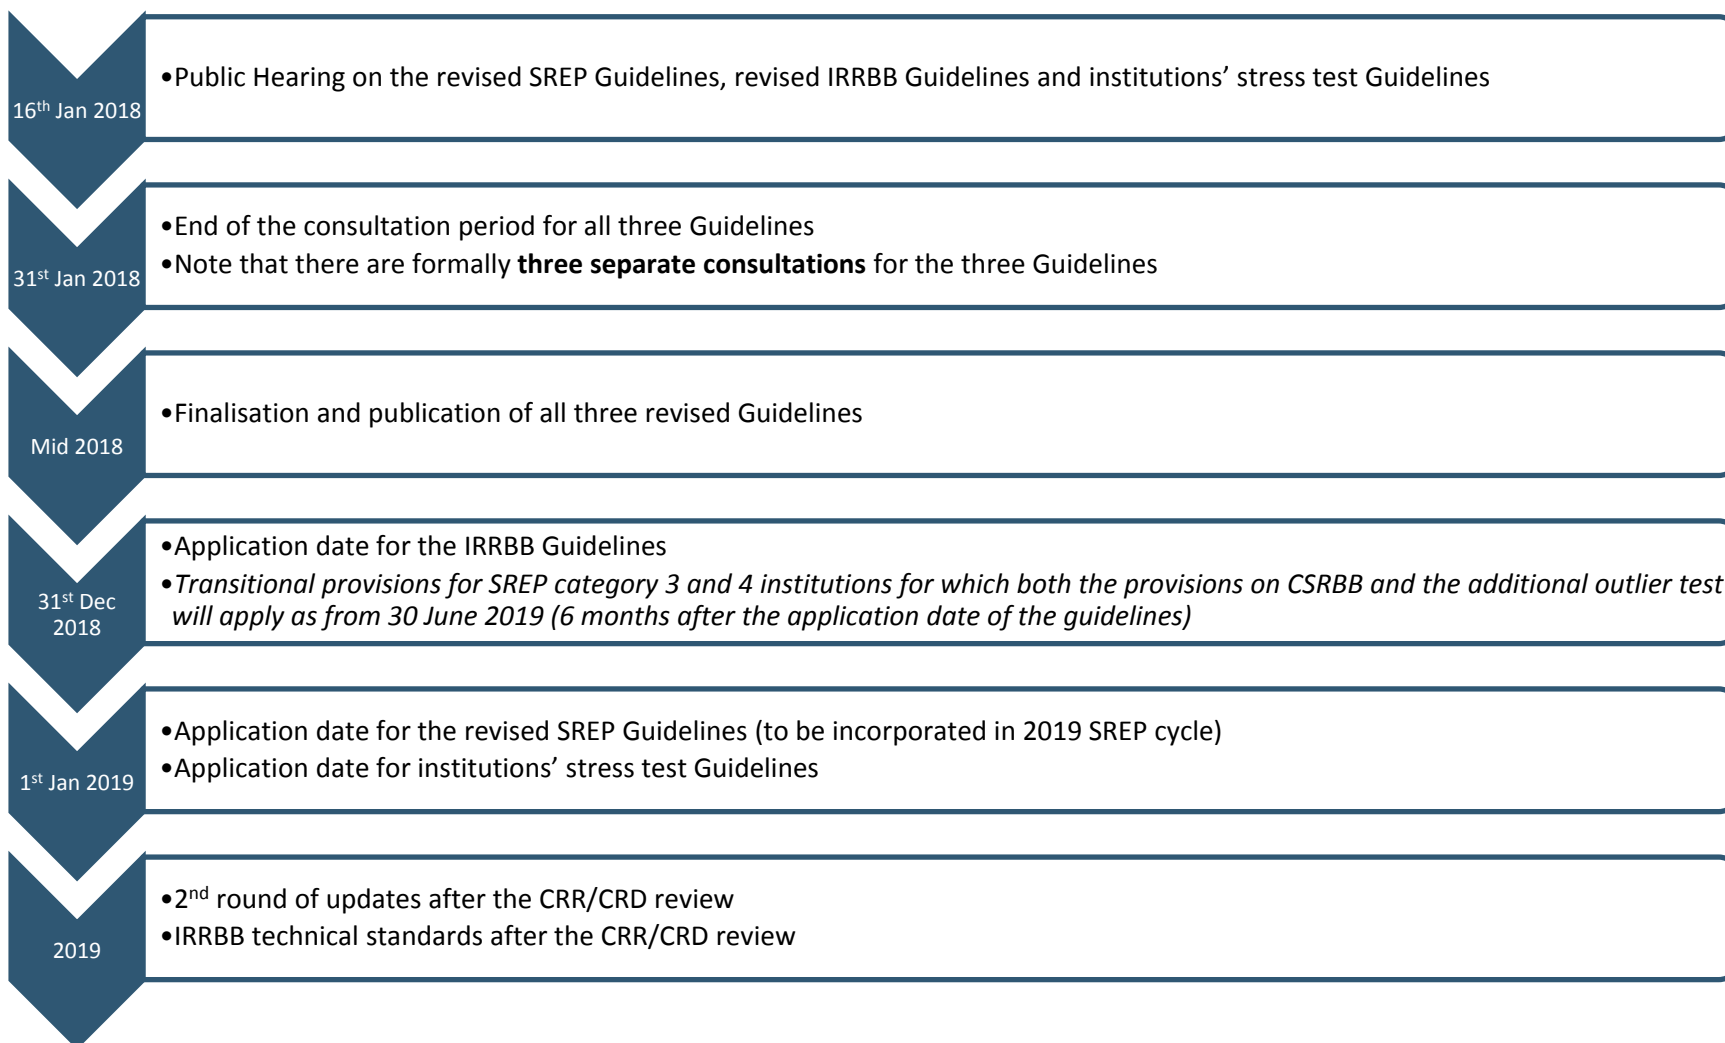 16th Jan 2018
•Public Hearing on the revised SREP Guidelines, revised IRRBB Guidelines and institutions’ stress test Guidelines
31st Jan 2018
•End of the consultation period for all three Guidelines
•Note that there are formally three separate consultations for the three Guidelines
Mid 2018
•Finalisation and publication of all three revised Guidelines
31st Dec
2018
•Application date for the IRRBB Guidelines
•Transitional provisions for SREP category 3 and 4 institutions for which both the provisions on CSRBB and the additional outlier test
will apply as from 30 June 2019 (6 months after the application date of the guidelines)
1st Jan 2019
•Application date for the revised SREP Guidelines (to be incorporated in 2019 SREP cycle)
•Application date for institutions’ stress test Guidelines
2019
•2nd round of updates after the CRR/CRD review
•IRRBB technical standards after the CRR/CRD review